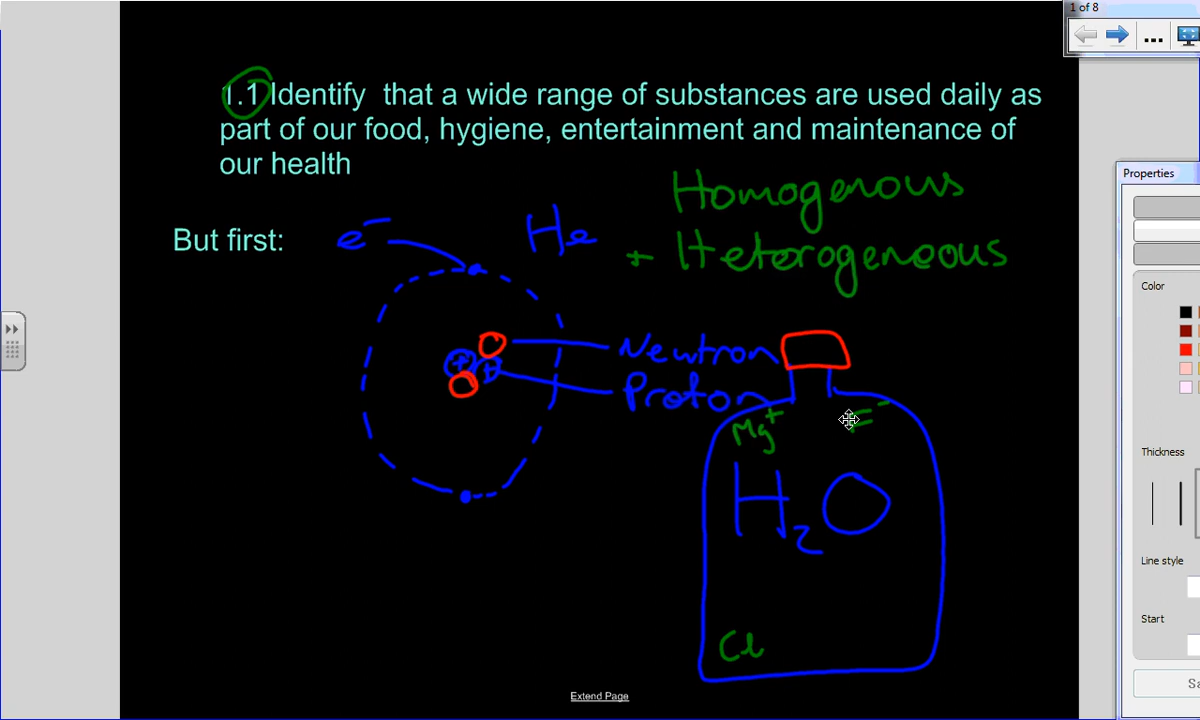 1 of 8
...
1.1 Identify that a wide range of substances are used daily as
part of our food, hygiene, entertainment and maintenance of
our health
Homogenous
+ Heterogeneous
But first:
e⁻
He
Neutron
Proton
Mg⁺
F⁻
H₂O
Cl
Extend Page
Properties
Color
Thickness
Line style
Start